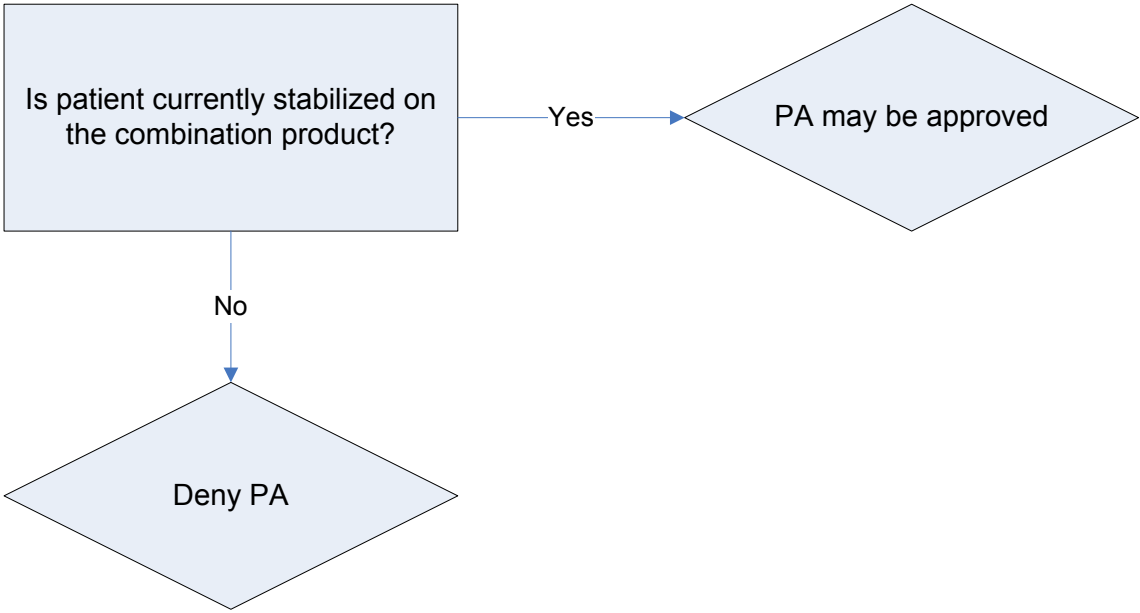 Is patient currently stabilized on
the combination product?
Yes
PA may be approved
No
Deny PA